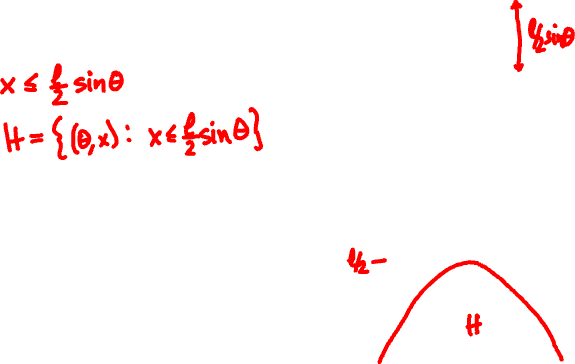 ℓ/2 sinθ
x ≤ ℓ/2 sinθ
H = {(θ,x): x ≤ ℓ/2 sinθ}
ℓ/2
H